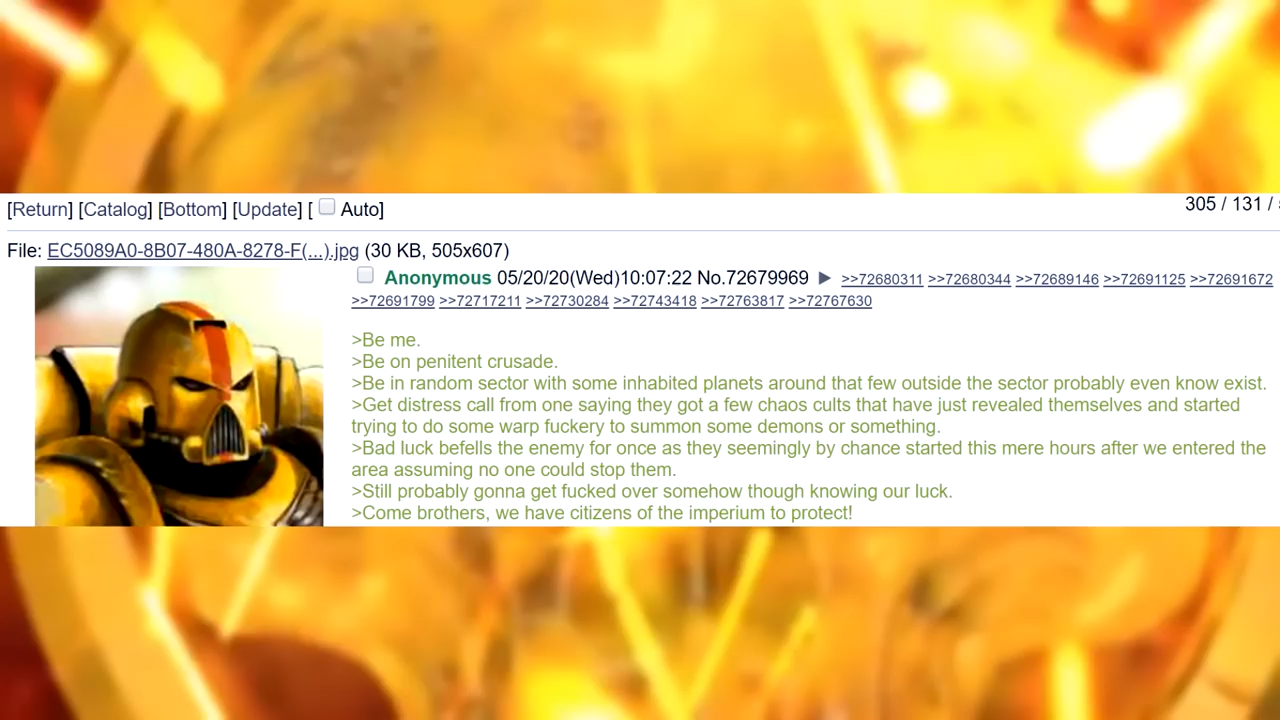 [Return] [Catalog] [Bottom] [Update] [ Auto]
305 / 131 /
File: EC5089A0-8B07-480A-8278-F(...).jpg (30 KB, 505x607)
Anonymous 05/20/20(Wed)10:07:22 No.72679969 ▶ >>72680311 >>72680344 >>72689146 >>72691125 >>72691672
>>72691799 >>72717211 >>72730284 >>72743418 >>72763817 >>72767630
>Be me.
>Be on penitent crusade.
>Be in random sector with some inhabited planets around that few outside the sector probably even know exist.
>Get distress call from one saying they got a few chaos cults that have just revealed themselves and started
trying to do some warp fuckery to summon some demons or something.
>Bad luck befells the enemy for once as they seemingly by chance started this mere hours after we entered the
area assuming no one could stop them.
>Still probably gonna get fucked over somehow though knowing our luck.
>Come brothers, we have citizens of the imperium to protect!